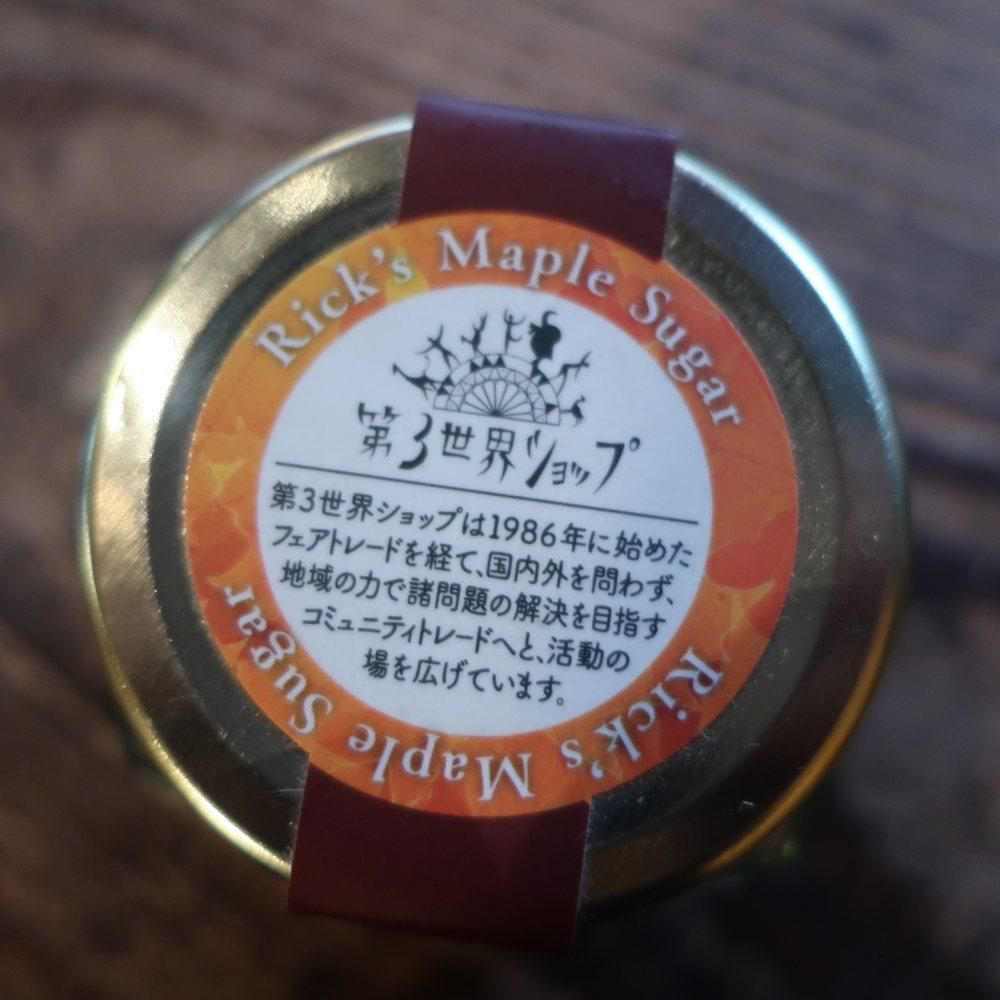 Rick's Maple Sugar
第3世界ショップ
第3世界ショップは1986年に始めた
フェアトレードを経て、国内外を問わず、
地域の力で諸問題の解決を目指す
コミュニティトレードへと、活動の
場を広げています。
Rick's Maple Sugar